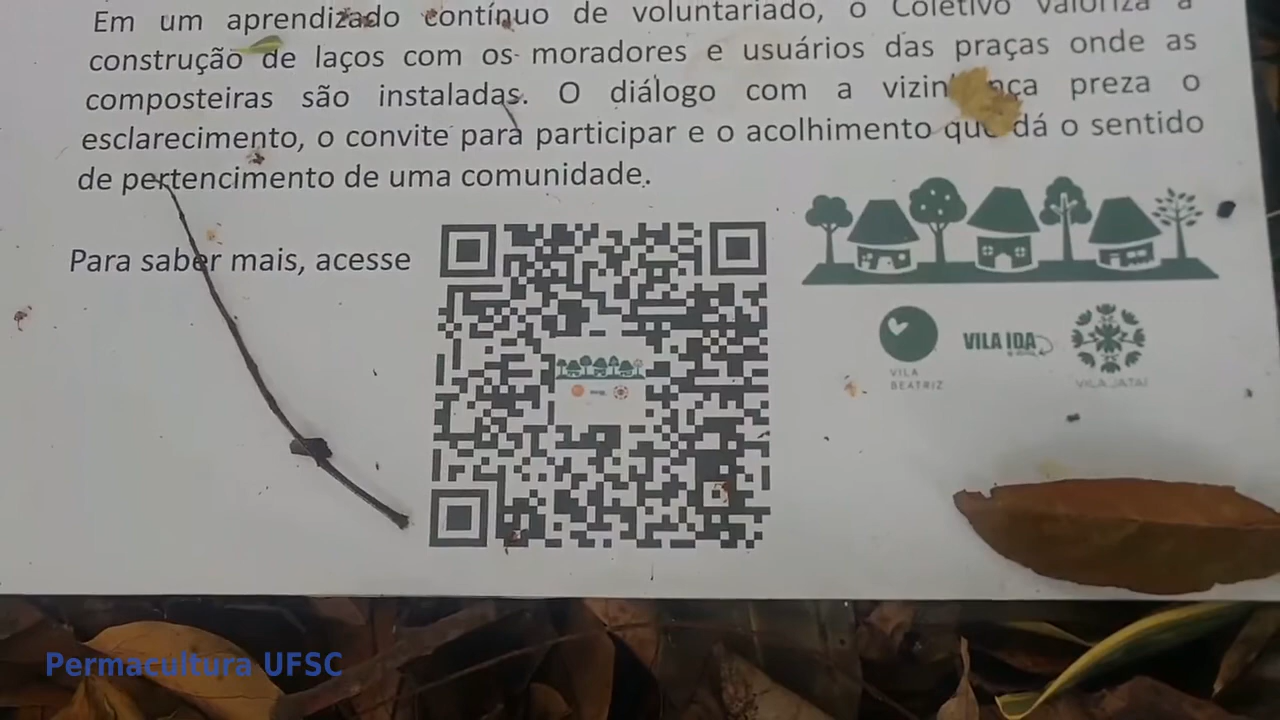 Em um aprendizado contínuo de voluntariado, o Coletivo valoriza a
construção de laços com os moradores e usuários das praças onde as
composteiras são instaladas. O diálogo com a vizinhança preza o
esclarecimento, o convite para participar e o acolhimento que dá o sentido
de pertencimento de uma comunidade.
Para saber mais, acesse
VILA IDA
VILA
BEATRIZ
VILA JATAI
Permacultura UFSC